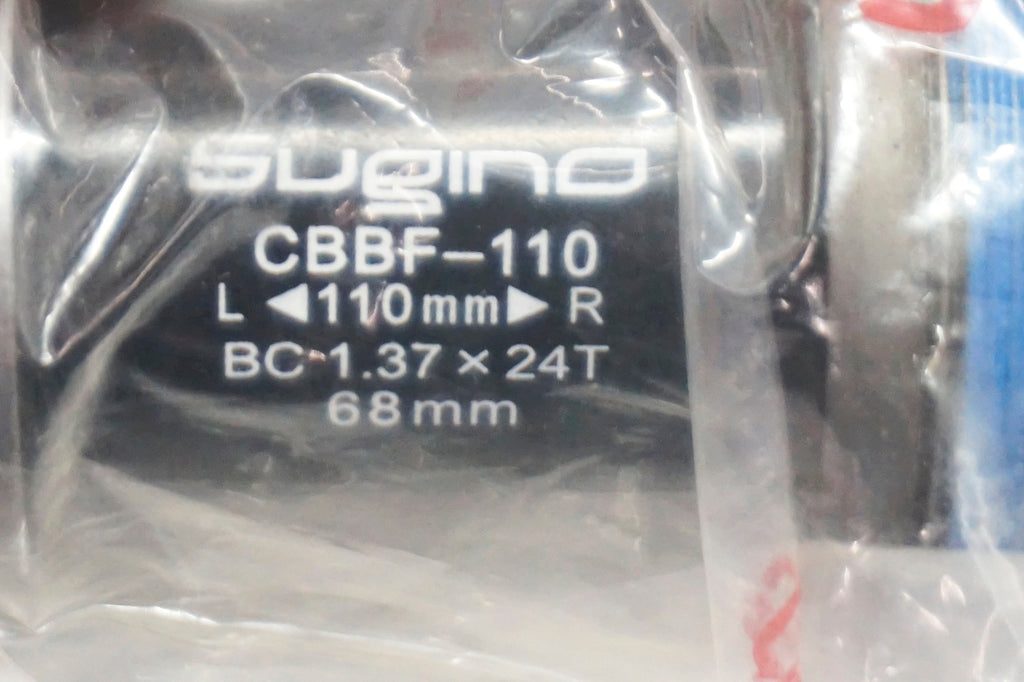 sugino
CBBF-110
L ◀110mm▶ R
BC 1.37 × 24T
68mm